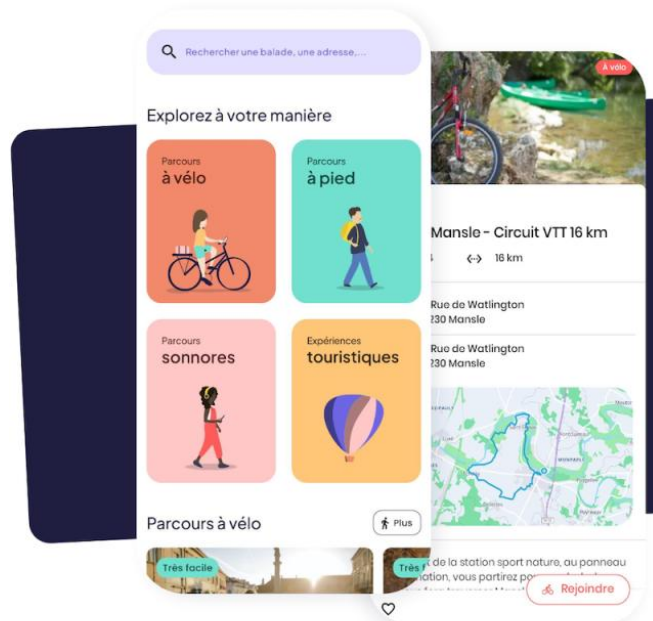 Rechercher une balade, une adresse,...
Explorez à votre manière
Parcours
à vélo
Parcours
à pied
Parcours
sonnores
Expériences
touristiques
Parcours à vélo
Plus
Très facile
Très f
À vélo
Mansle - Circuit VTT 16 km
16 km
Rue de Watlington
230 Mansle
Rue de Watlington
230 Mansle
de la station sport nature, au panneau
vous partirez
Rejoindre